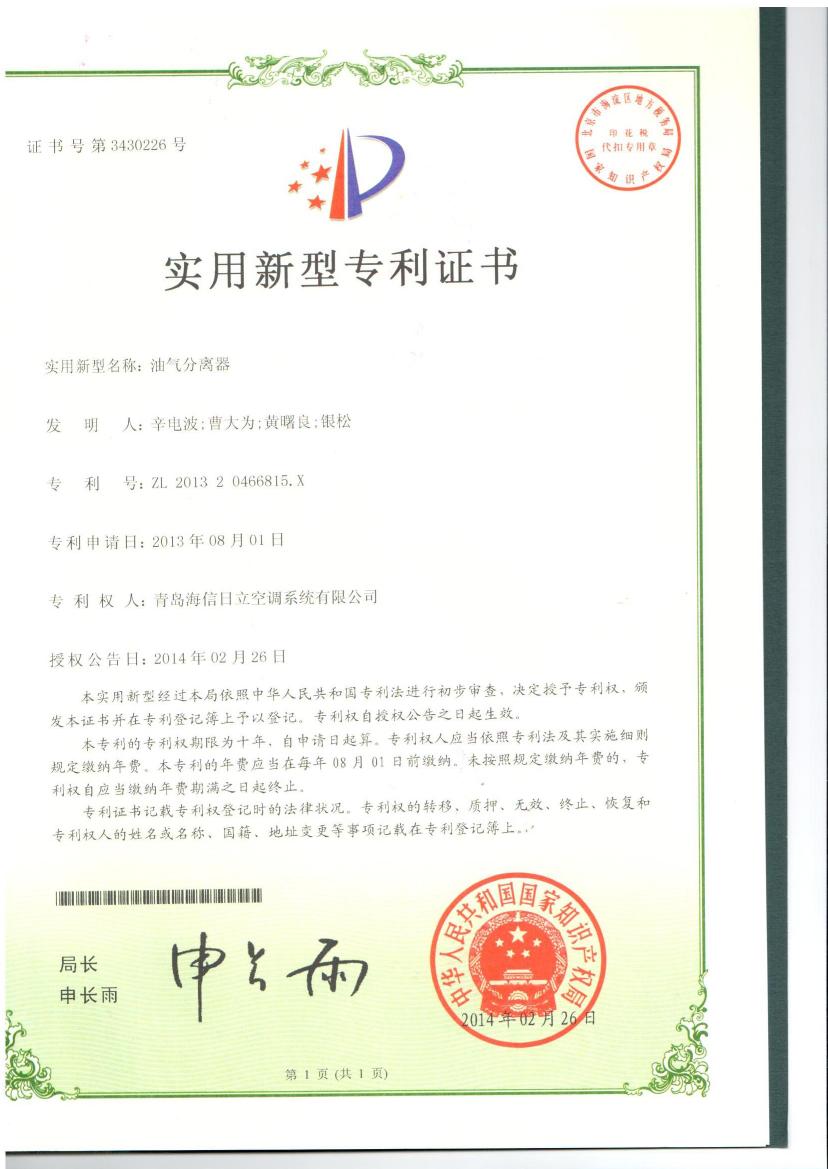 证书号第3430226号
北京市海淀区地方税务局
印花税
代扣专用章
国家知识产权局
实用新型专利证书
实用新型名称：油气分离器
发 明 人：辛电波;曹大为;黄曙良;银松
专 利 号：ZL 2013 2 0466815.X
专利申请日：2013年08月01日
专 利 权 人：青岛海信日立空调系统有限公司
授权公告日：2014年02月26日
本实用新型经过本局依照中华人民共和国专利法进行初步审查，决定授予专利权，颁
发本证书并在专利登记簿上予以登记。专利权自授权公告之日起生效。
本专利的专利权期限为十年，自申请日起算。专利权人应当依照专利法及其实施细则
规定缴纳年费。本专利的年费应当在每年 08 月 01 日前缴纳。未按照规定缴纳年费的，专
利权自应当缴纳年费期满之日起终止。
专利证书记载专利权登记时的法律状况。专利权的转移、质押、无效、终止、恢复和
专利权人的姓名或名称、国籍、地址变更等事项记载在专利登记簿上。
局长
申长雨
申长雨
中华人民共和国国家知识产权局
2014年02月26日
第 1 页 (共 1 页)